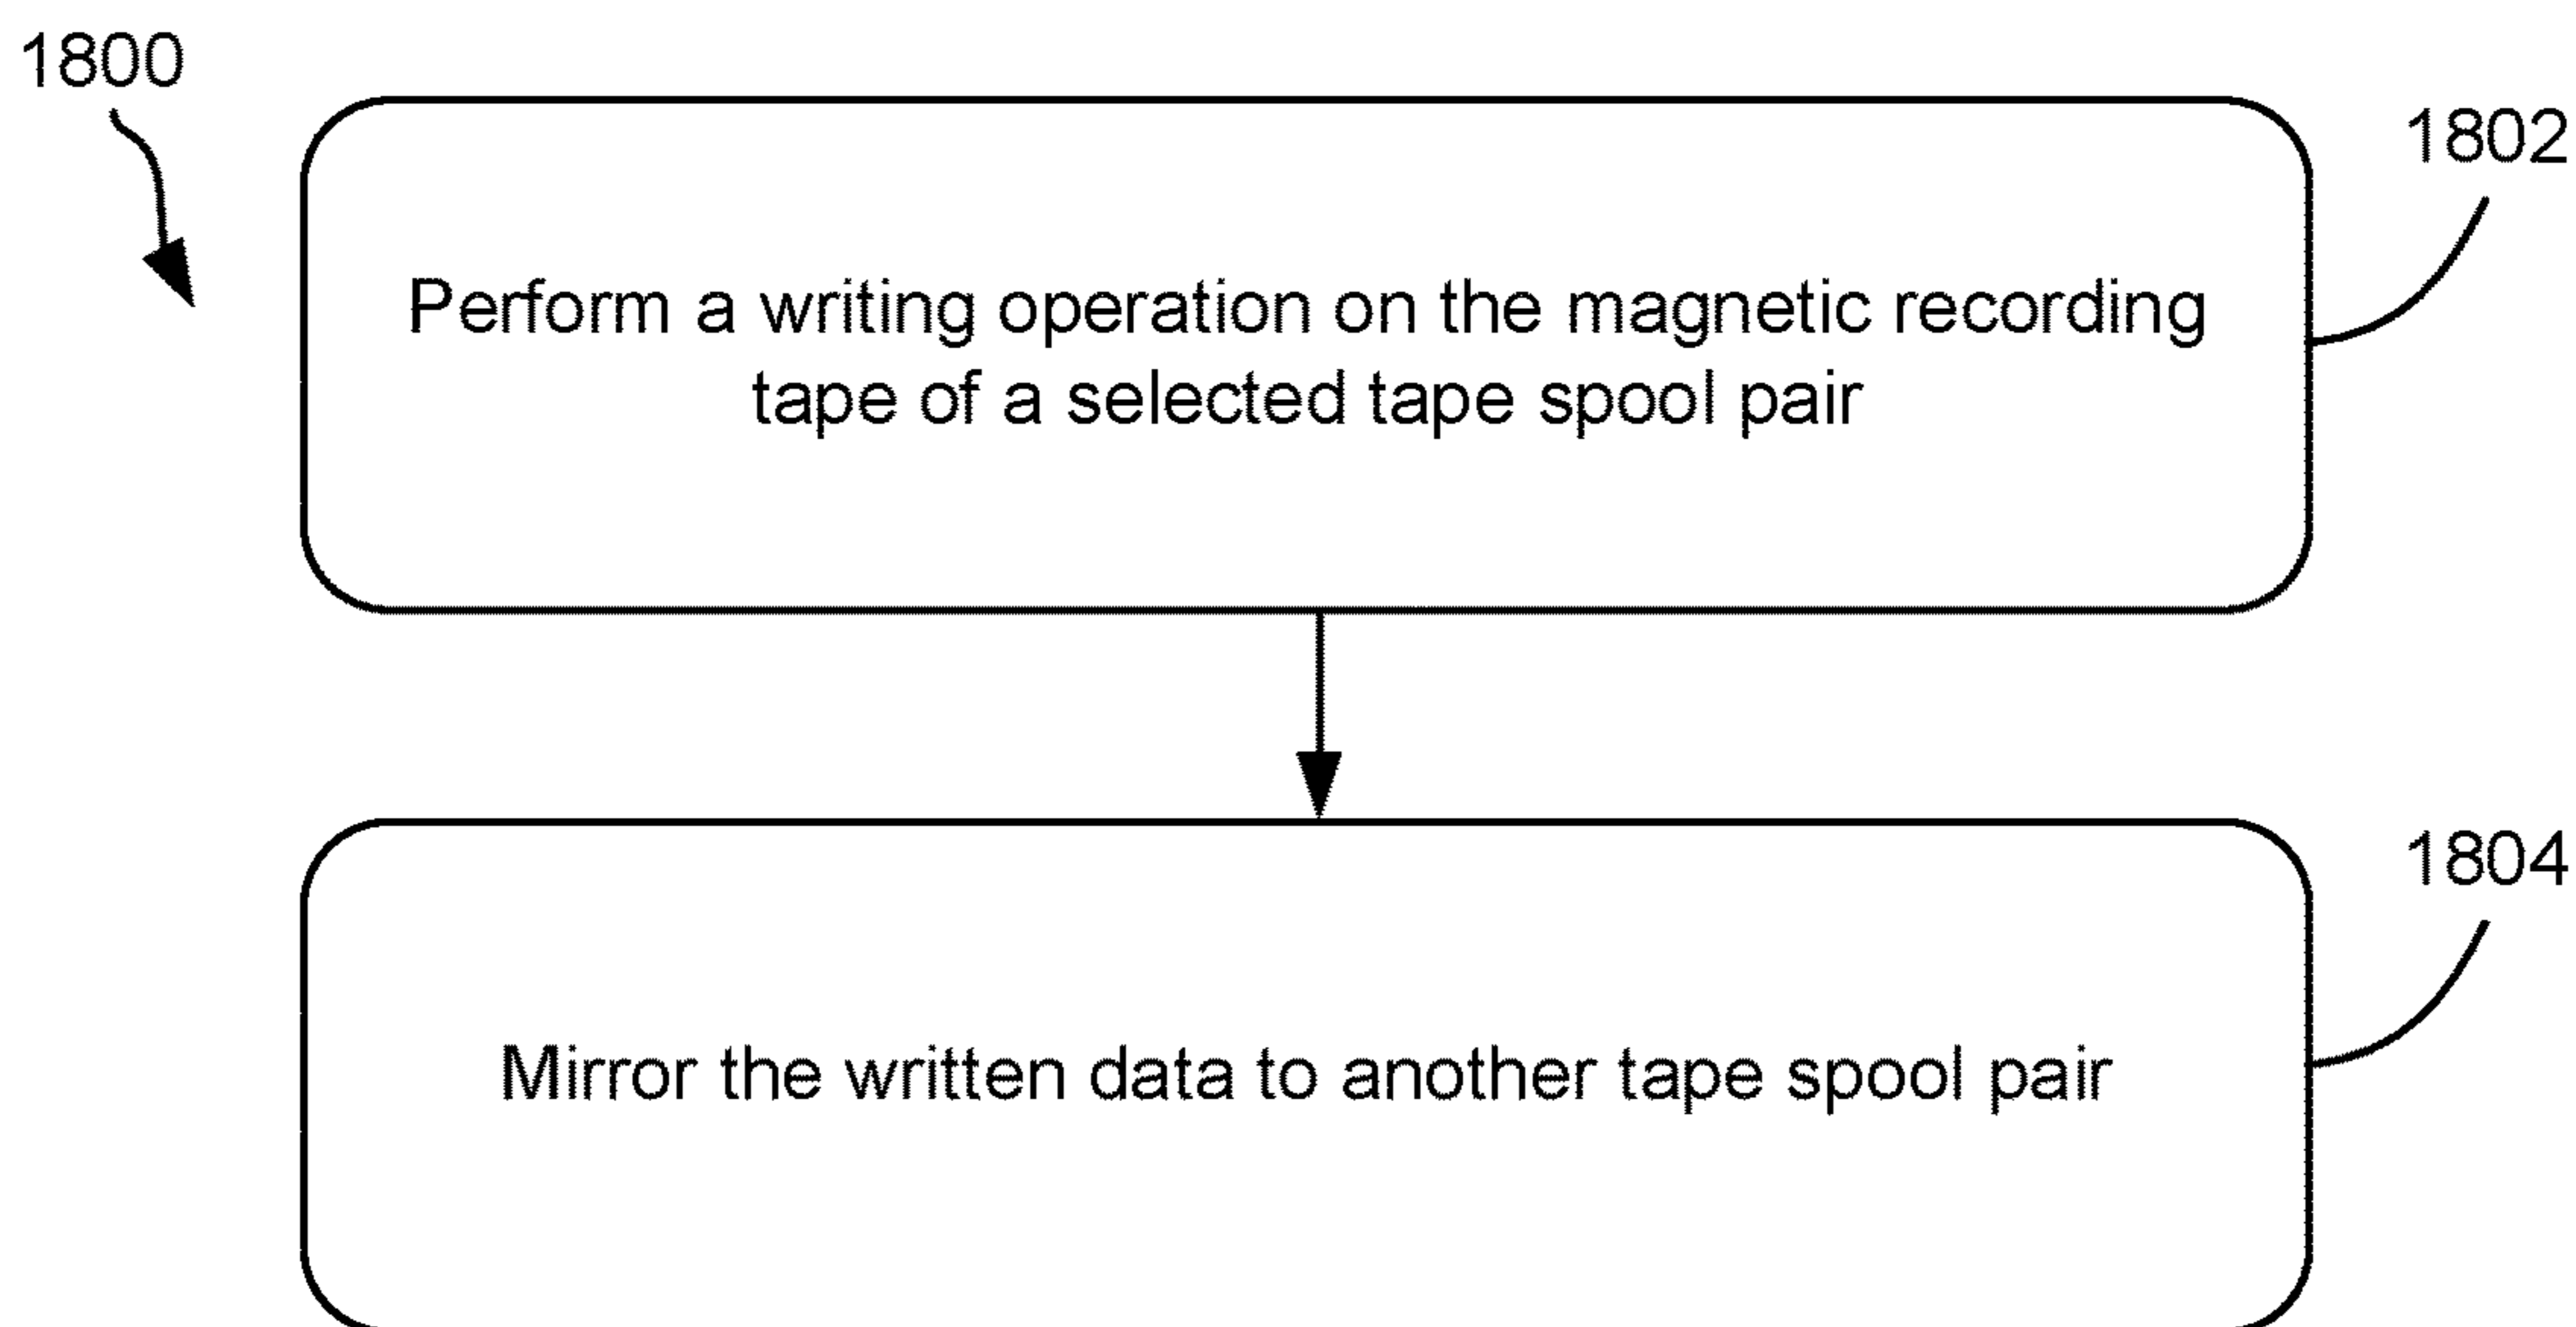 1800
1802
Perform a writing operation on the magnetic recording
tape of a selected tape spool pair
1804
Mirror the written data to another tape spool pair